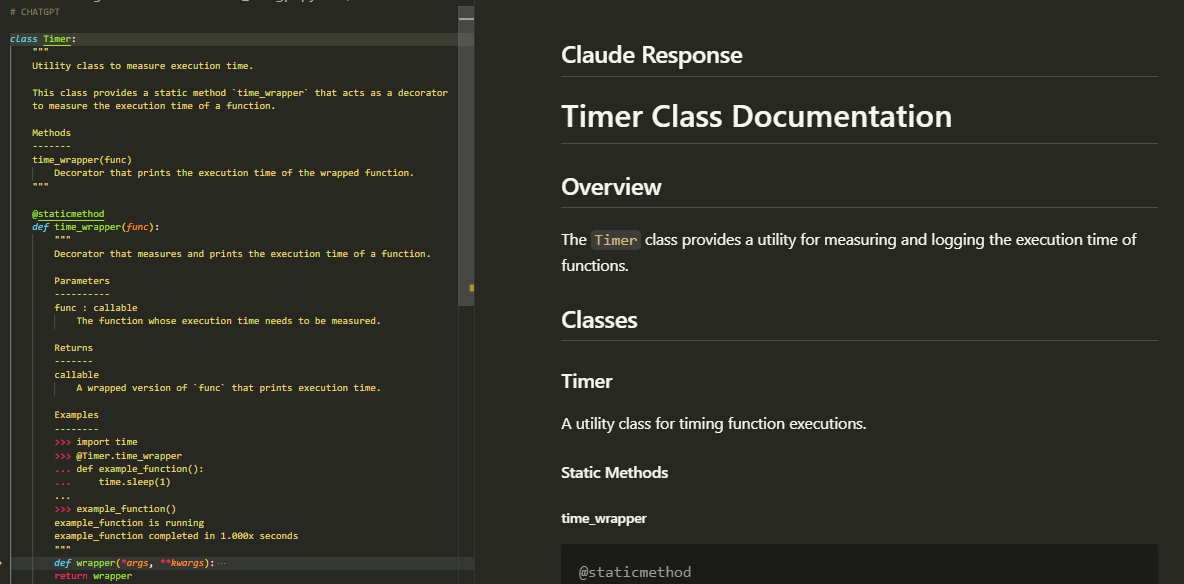 # CHATGPT
class Timer:
"""
Utility class to measure execution time.
This class provides a static method `time_wrapper` that acts as a decorator
to measure the execution time of a function.
Methods
-------
time_wrapper(func)
Decorator that prints the execution time of the wrapped function.
"""
@staticmethod
def time_wrapper(func):
"""
Decorator that measures and prints the execution time of a function.
Parameters
----------
func : callable
The function whose execution time needs to be measured.
Returns
-------
callable
A wrapped version of `func` that prints execution time.
Examples
--------
>>> import time
>>> @Timer.time_wrapper
... def example_function():
...     time.sleep(1)
...
>>> example_function()
example_function is running
example_function completed in 1.000x seconds
"""
def wrapper(*args, **kwargs):···
return wrapper
Claude Response
Timer Class Documentation
Overview
The Timer class provides a utility for measuring and logging the execution time of
functions.
Classes
Timer
A utility class for timing function executions.
Static Methods
time_wrapper
@staticmethod